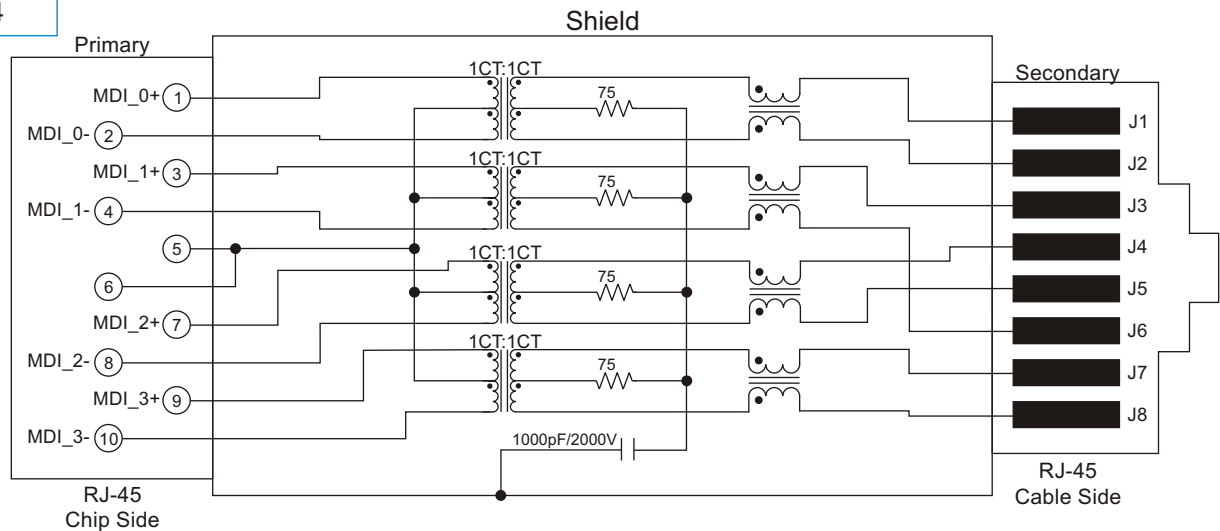 4
Shield
Primary
Secondary
1CT:1CT
75
MDI_0+ 1
MDI_0- 2
1CT:1CT
75
MDI_1+ 3
MDI_1- 4
5
6
1CT:1CT
75
MDI_2+ 7
MDI_2- 8
1CT:1CT
75
MDI_3+ 9
MDI_3- 10
1000pF/2000V
J1
J2
J3
J4
J5
J6
J7
J8
RJ-45
Chip Side
RJ-45
Cable Side